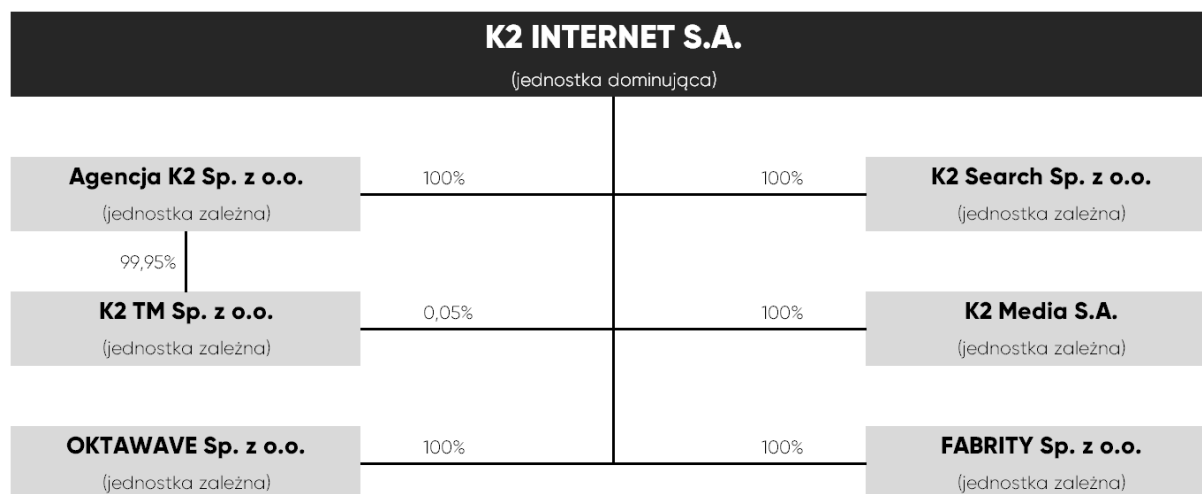 K2 INTERNET S.A.
(jednostka dominująca)
Agencja K2 Sp. z o.o.
(jednostka zależna)
100%
100%
K2 Search Sp. z o.o.
(jednostka zależna)
99,95%
K2 TM Sp. z o.o.
(jednostka zależna)
0,05%
100%
K2 Media S.A.
(jednostka zależna)
OKTAWAVE Sp. z o.o.
(jednostka zależna)
100%
100%
FABRITY Sp. z o.o.
(jednostka zależna)